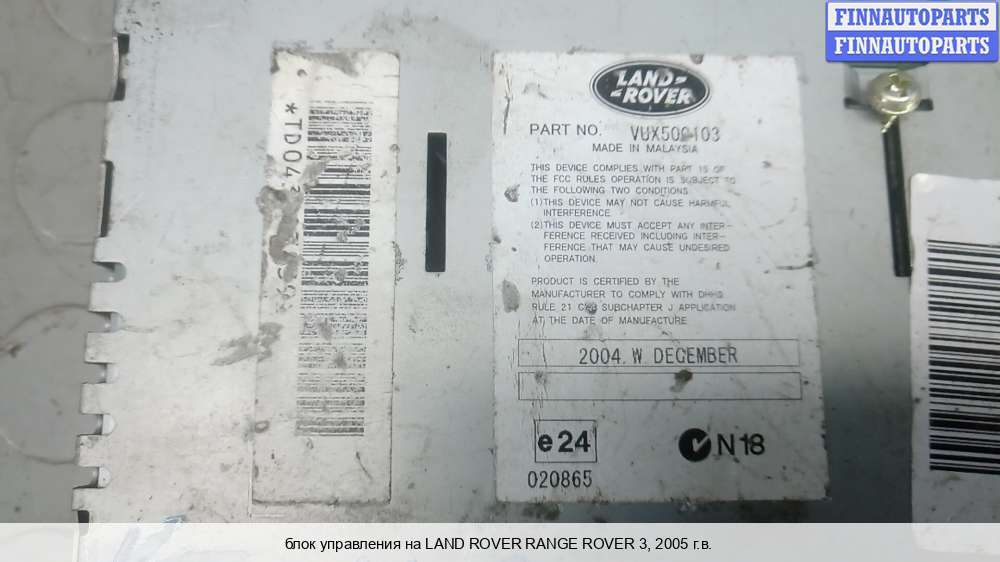 FINNAUTOPARTS
FINNAUTOPARTS
LAND-
-ROVER
PART NO. VUX500103
MADE IN MALAYSIA
THIS DEVICE COMPLIES WITH PART 15 OF
THE FCC RULES OPERATION IS SUBJECT TO
THE FOLLOWING TWO CONDITIONS
(1)THIS DEVICE MAY NOT CAUSE HARMFUL
INTERFERENCE.
(2)THIS DEVICE MUST ACCEPT ANY INTER-
FERENCE RECEIVED INCLUDING INTER-
FERENCE THAT MAY CAUSE UNDESIRED
OPERATION.
PRODUCT IS CERTIFIED BY THE
MANUFACTURER TO COMPLY WITH DHHS
RULE 21 CFR SUBCHAPTER J APPLICATION
AT THE DATE OF MANUFACTURE
2004. W DECEMBER
e24
N18
020865
блок управления на LAND ROVER RANGE ROVER 3, 2005 г.в.